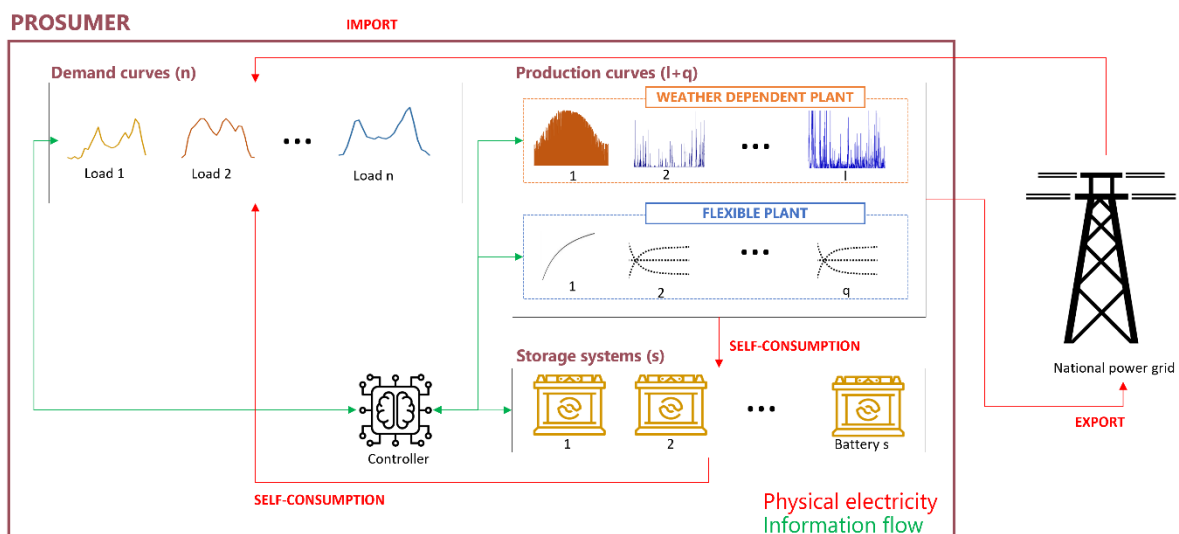 PROSUMER
IMPORT
Demand curves (n)
Production curves (l+q)
WEATHER DEPENDENT PLANT
Load 1
Load 2
•••
Load n
1
2
•••
l
FLEXIBLE PLANT
1
2
•••
q
SELF-CONSUMPTION
Storage systems (s)
National power grid
EXPORT
Controller
1
2
•••
Battery s
SELF-CONSUMPTION
Physical electricity
Information flow